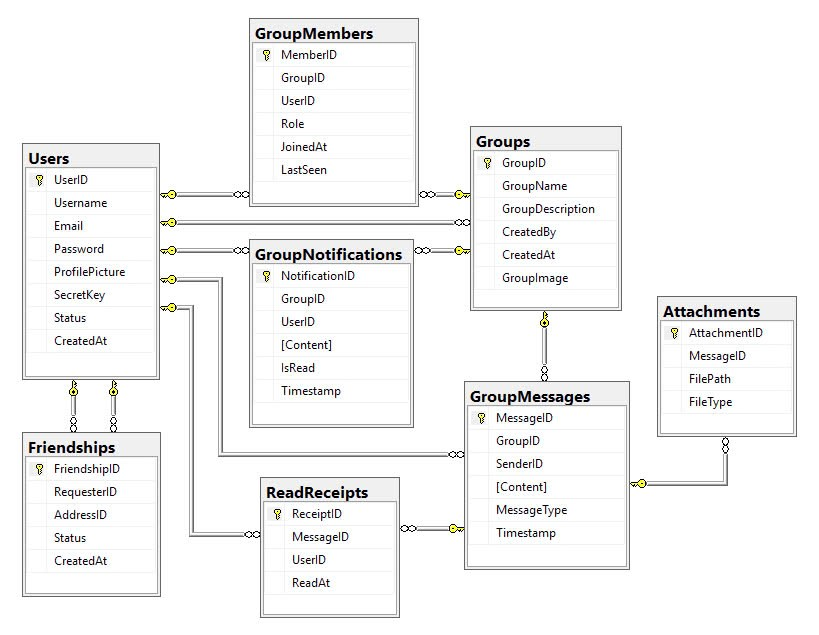 GroupMembers
MemberID
GroupID
UserID
Role
JoinedAt
LastSeen
Groups
GroupID
GroupName
GroupDescription
CreatedBy
CreatedAt
GroupImage
Users
UserID
Username
Email
Password
ProfilePicture
SecretKey
Status
CreatedAt
GroupNotifications
NotificationID
GroupID
UserID
[Content]
IsRead
Timestamp
Attachments
AttachmentID
MessageID
FilePath
FileType
GroupMessages
MessageID
GroupID
SenderID
[Content]
MessageType
Timestamp
Friendships
FriendshipID
RequesterID
AddressID
Status
CreatedAt
ReadReceipts
ReceiptID
MessageID
UserID
ReadAt